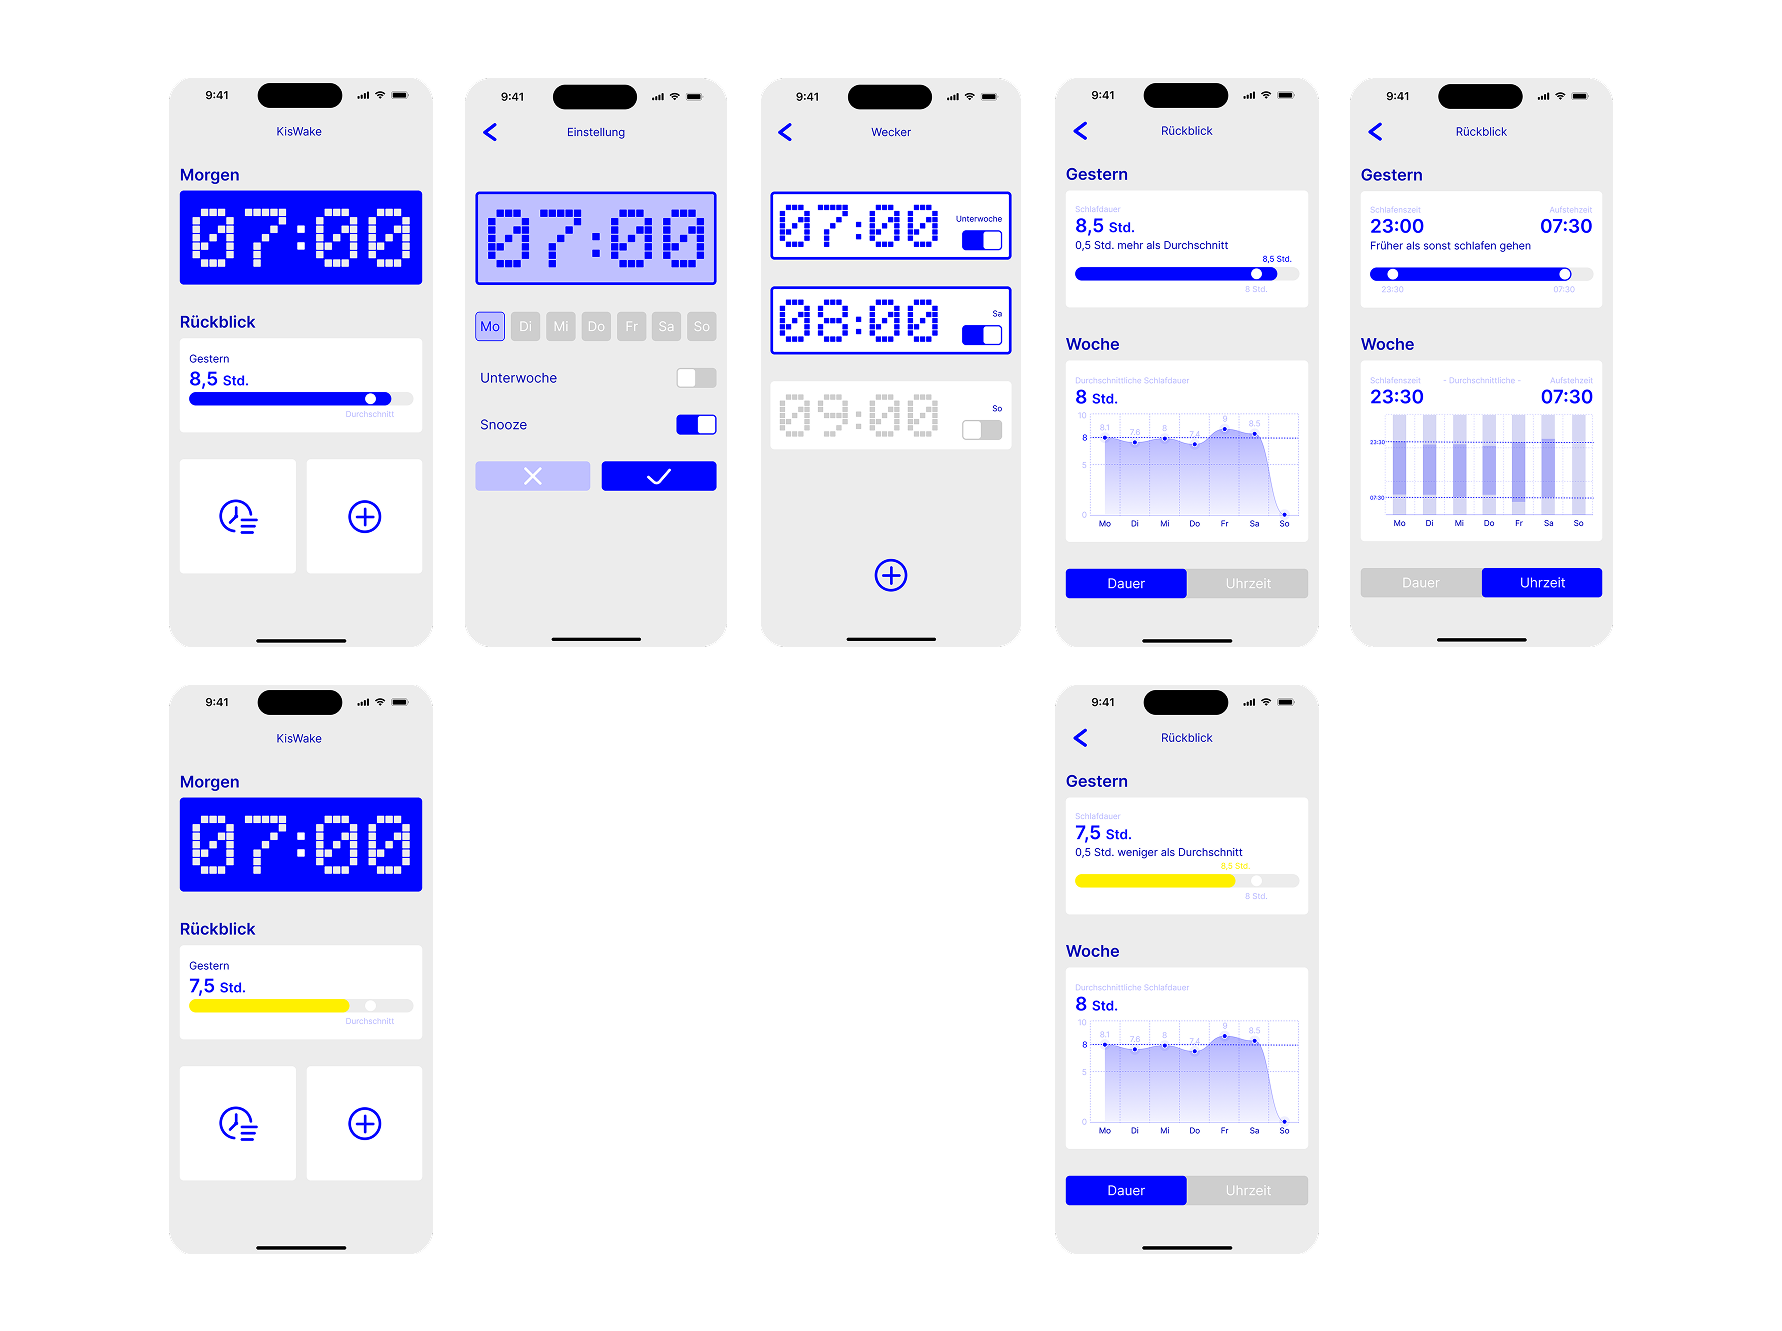 9:41
KisWake
Morgen
07:00
Rückblick
Gestern
8,5 Std.
Durchschnitt
9:41
Einstellung
07:00
Mo Di Mi Do Fr Sa So
Unterwoche
Snooze
9:41
Wecker
07:00
Unterwoche
08:00
Sa
09:00
So
9:41
Rückblick
Gestern
Schlafdauer
8,5 Std.
0,5 Std. mehr als Durchschnitt
8,5 Std.
8 Std.
Woche
Durchschnittliche Schlafdauer
8 Std.
10
8
5
0
8.1 7.6 8 7.4 9 8.5
Mo Di Mi Do Fr Sa So
Dauer Uhrzeit
9:41
Rückblick
Gestern
Schlafenszeit Aufstehzeit
23:00 07:30
Früher als sonst schlafen gehen
23:30 07:30
Woche
Schlafenszeit - Durchschnittliche - Aufstehzeit
23:30 07:30
23:30
07:30
Mo Di Mi Do Fr Sa So
Dauer Uhrzeit
9:41
KisWake
Morgen
07:00
Rückblick
Gestern
7,5 Std.
Durchschnitt
9:41
Rückblick
Gestern
Schlafdauer
7,5 Std.
0,5 Std. weniger als Durchschnitt
8,5 Std.
8 Std.
Woche
Durchschnittliche Schlafdauer
8 Std.
10
8
5
0
8.1 7.6 8 7.4 9 8.5
Mo Di Mi Do Fr Sa So
Dauer Uhrzeit